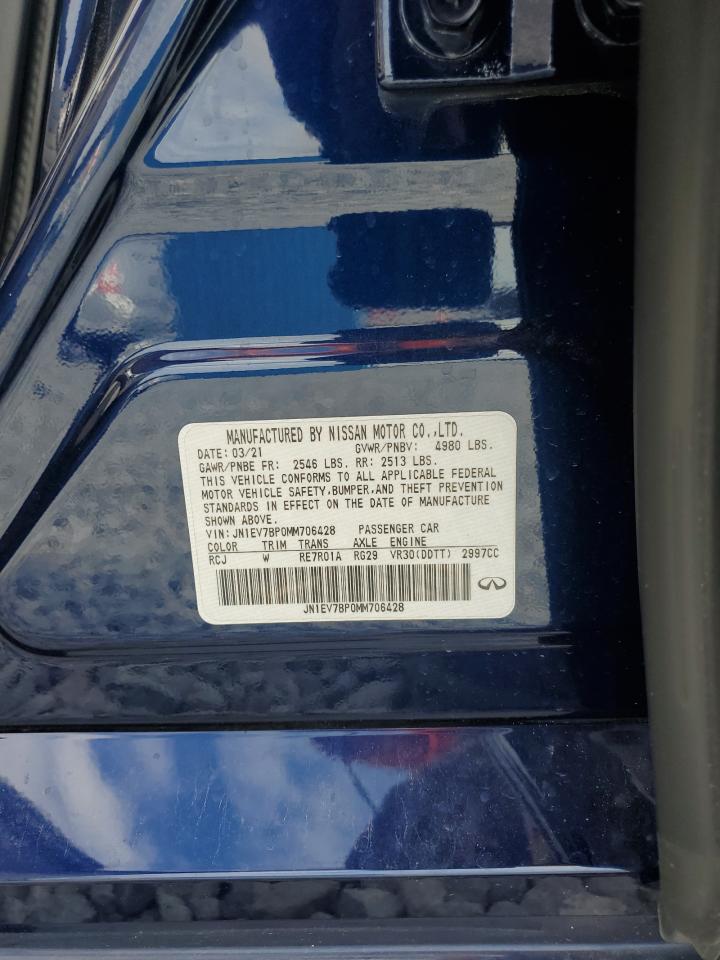 MANUFACTURED BY NISSAN MOTOR CO.,LTD.
DATE: 03/21 GVWR/PNBV: 4980 LBS.
GAWR/PNBE FR: 2546 LBS. RR: 2513 LBS.
THIS VEHICLE CONFORMS TO ALL APPLICABLE FEDERAL
MOTOR VEHICLE SAFETY,BUMPER,AND THEFT PREVENTION
STANDARDS IN EFFECT ON THE DATE OF MANUFACTURE
SHOWN ABOVE.
VIN: JN1EV7BP0MM706428 PASSENGER CAR
COLOR TRIM TRANS AXLE ENGINE
RCJ W RE7R01A RG29 VR30(DDTT) 2997CC
JN1EV7BP0MM706428